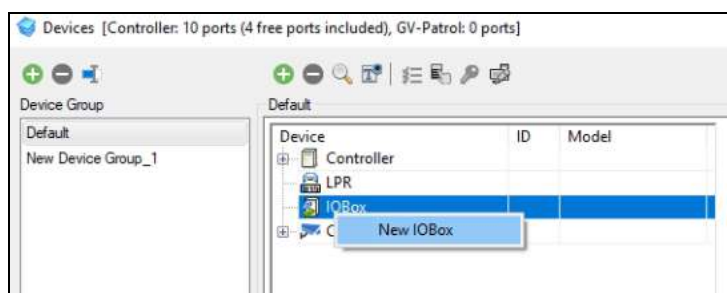 Devices [Controller: 10 ports (4 free ports included), GV-Patrol: 0 ports]
Device Group
Default
Default
New Device Group_1
Device ID Model
Controller
LPR
IOBox
C
New IOBox